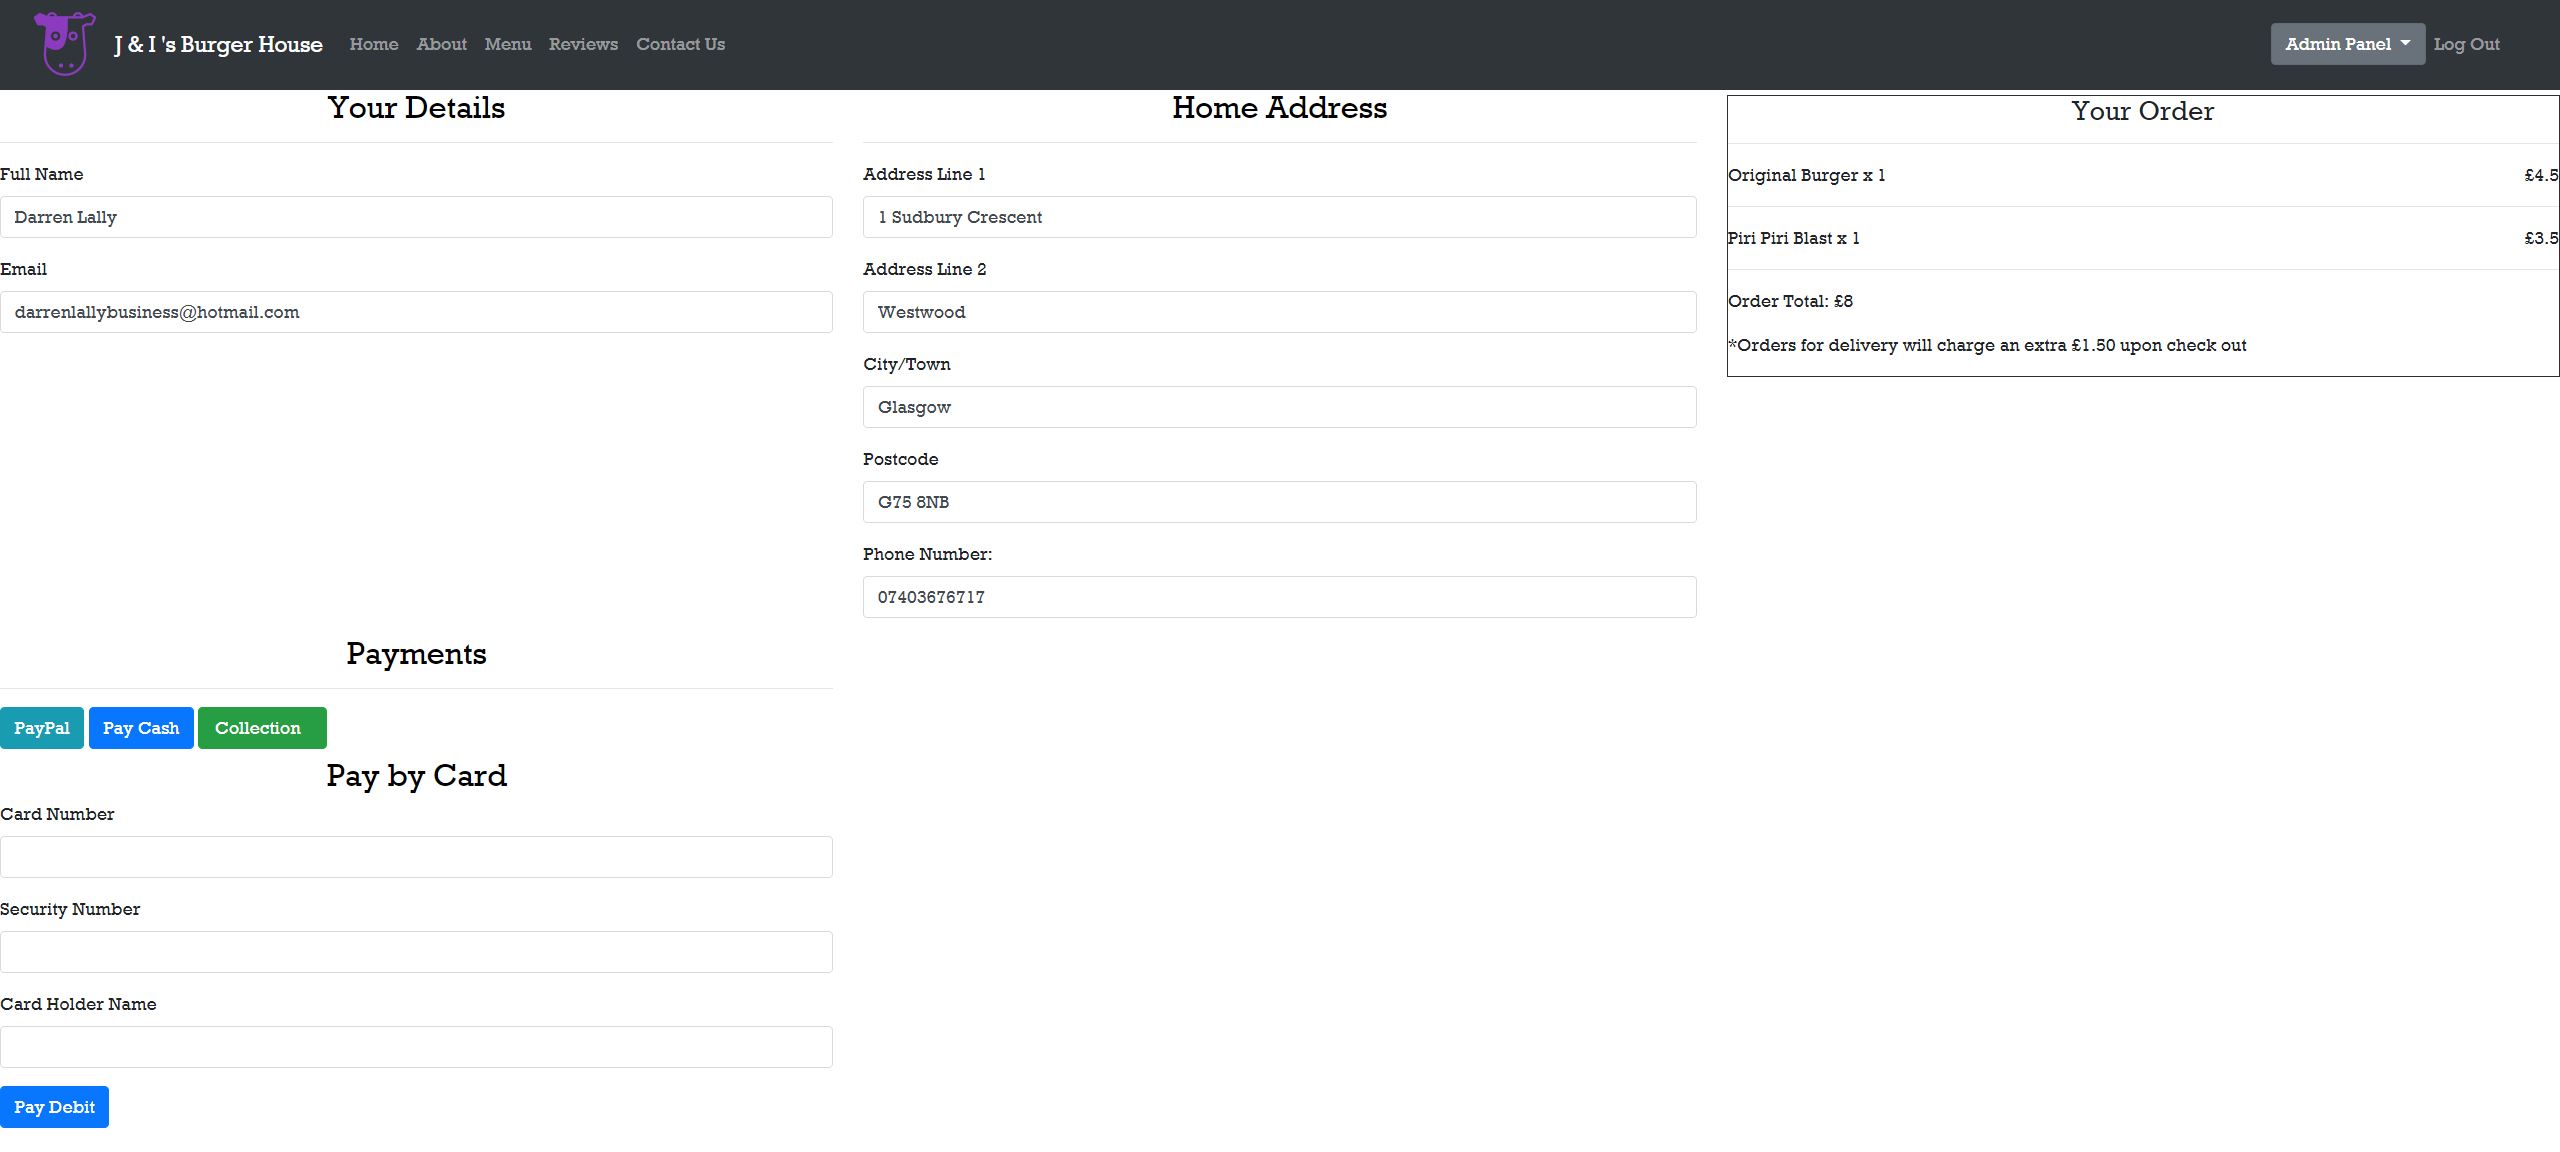 J & I 's Burger House Home About Menu Reviews Contact Us Admin Panel Log Out
Your Details
Full Name
Darren Lally
Email
darrenlallybusiness@hotmail.com
Home Address
Address Line 1
1 Sudbury Crescent
Address Line 2
Westwood
City/Town
Glasgow
Postcode
G75 8NB
Phone Number:
07403676717
Your Order
Original Burger x 1 £4.5
Piri Piri Blast x 1 £3.5
Order Total: £8
*Orders for delivery will charge an extra £1.50 upon check out
Payments
PayPal Pay Cash Collection
Pay by Card
Card Number
Security Number
Card Holder Name
Pay Debit